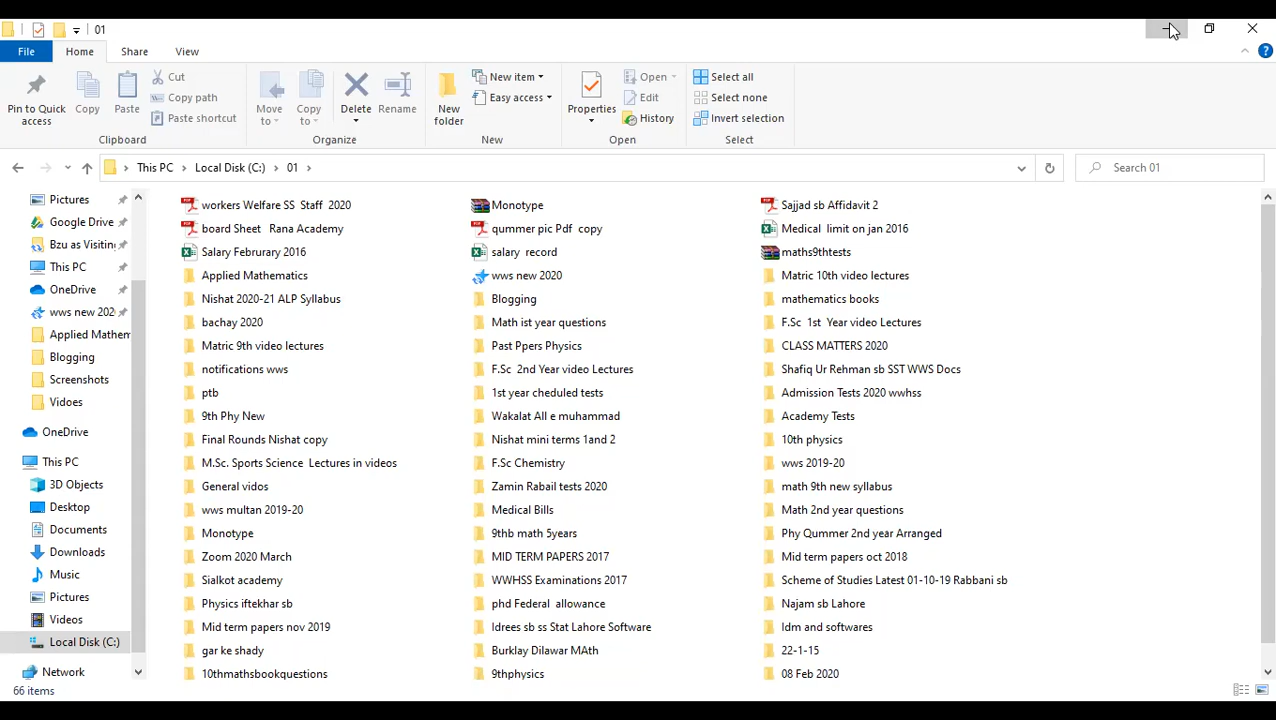 01
File Home Share View
Pin to Quick access
Copy
Paste
Cut
Copy path
Paste shortcut
Clipboard
Move to
Copy to
Delete
Rename
Organize
New folder
New item
Easy access
New
Properties
Open
Edit
History
Open
Select all
Select none
Invert selection
Select
This PC > Local Disk (C:) > 01 >
Search 01
Pictures
Google Drive
Bzu as Visiting
This PC
OneDrive
wws new 202
Applied Mathem
Blogging
Screenshots
Vidoes
OneDrive
This PC
3D Objects
Desktop
Documents
Downloads
Music
Pictures
Videos
Local Disk (C:)
Network
workers Welfare SS Staff 2020
board Sheet Rana Academy
Salary Februrary 2016
Applied Mathematics
Nishat 2020-21 ALP Syllabus
bachay 2020
Matric 9th video lectures
notifications wws
ptb
9th Phy New
Final Rounds Nishat copy
M.Sc. Sports Science Lectures in videos
General vidos
wws multan 2019-20
Monotype
Zoom 2020 March
Sialkot academy
Physics iftekhar sb
Mid term papers nov 2019
gar ke shady
10thmathsbookquestions
Monotype
qummer pic Pdf copy
salary record
wws new 2020
Blogging
Math ist year questions
Past Ppers Physics
F.Sc 2nd Year video Lectures
1st year cheduled tests
Wakalat All e muhammad
Nishat mini terms 1and 2
F.Sc Chemistry
Zamin Rabail tests 2020
Medical Bills
9thb math 5years
MID TERM PAPERS 2017
WWHSS Examinations 2017
phd Federal allowance
Idrees sb ss Stat Lahore Software
Burklay Dilawar MAth
9thphysics
Sajjad sb Affidavit 2
Medical limit on jan 2016
maths9thtests
Matric 10th video lectures
mathematics books
F.Sc 1st Year video Lectures
CLASS MATTERS 2020
Shafiq Ur Rehman sb SST WWS Docs
Admission Tests 2020 wwhss
Academy Tests
10th physics
wws 2019-20
math 9th new syllabus
Math 2nd year questions
Phy Qummer 2nd year Arranged
Mid term papers oct 2018
Scheme of Studies Latest 01-10-19 Rabbani sb
Najam sb Lahore
Idm and softwares
22-1-15
08 Feb 2020
66 items